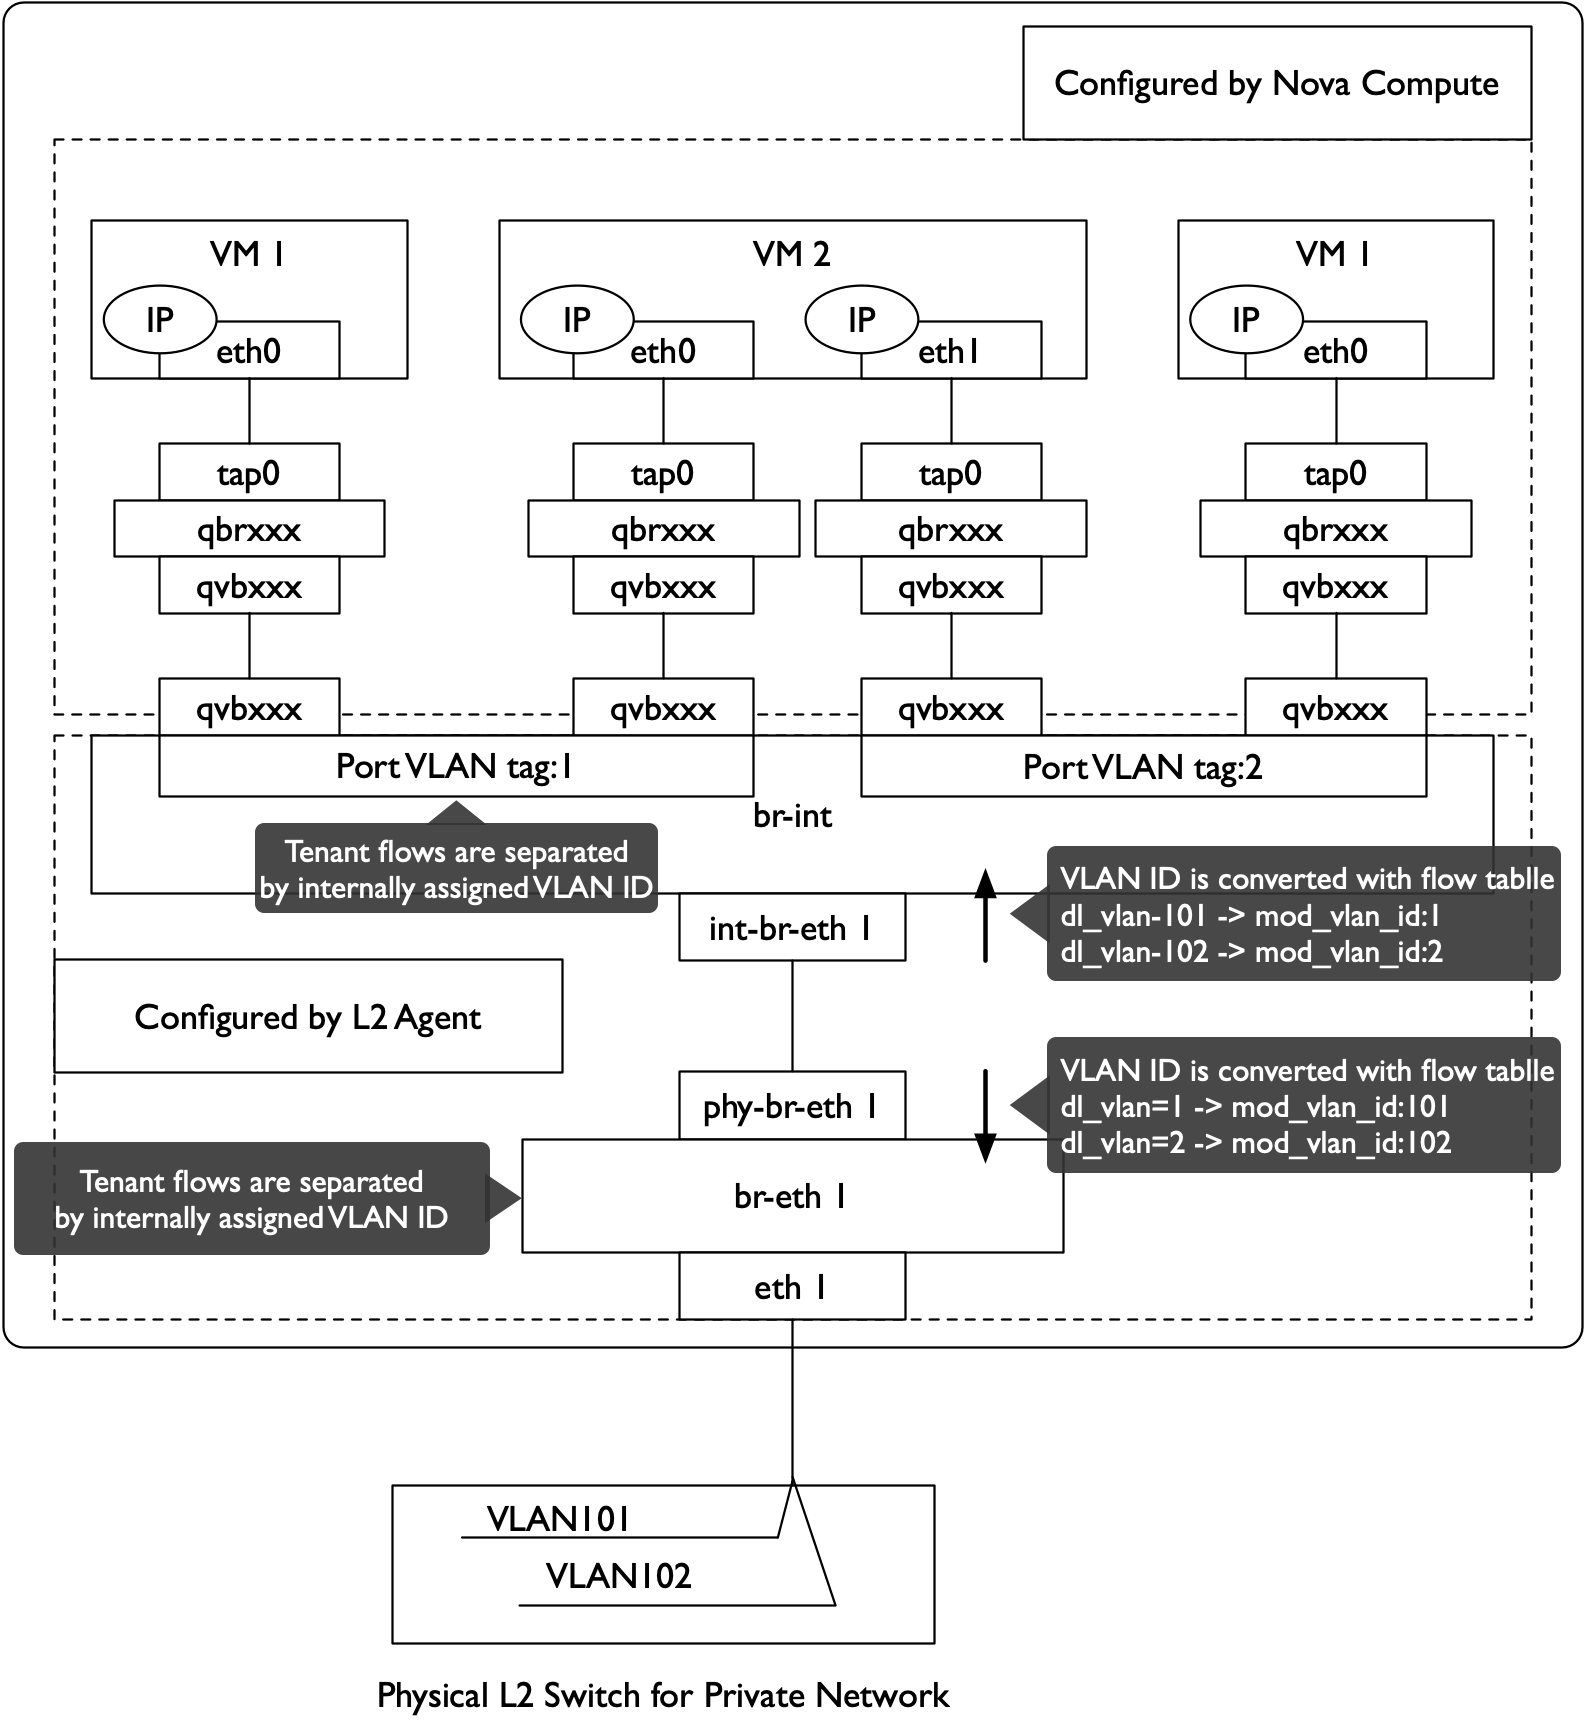 Configured by Nova Compute
VM 1
VM 2
VM 1
IP
eth0
IP
eth0
IP
eth1
IP
eth0
tap0
tap0
tap0
tap0
qbrxxx
qbrxxx
qbrxxx
qbrxxx
qvbxxx
qvbxxx
qvbxxx
qvbxxx
qvbxxx
qvbxxx
qvbxxx
qvbxxx
Port VLAN tag:1
Port VLAN tag:2
br-int
Tenant flows are separated
by internally assigned VLAN ID
VLAN ID is converted with flow tablle
dl_vlan-101 -> mod_vlan_id:1
dl_vlan-102 -> mod_vlan_id:2
int-br-eth 1
Configured by L2 Agent
VLAN ID is converted with flow tablle
dl_vlan=1 -> mod_vlan_id:101
dl_vlan=2 -> mod_vlan_id:102
phy-br-eth 1
Tenant flows are separated
by internally assigned VLAN ID
br-eth 1
eth 1
VLAN101
VLAN102
Physical L2 Switch for Private Network